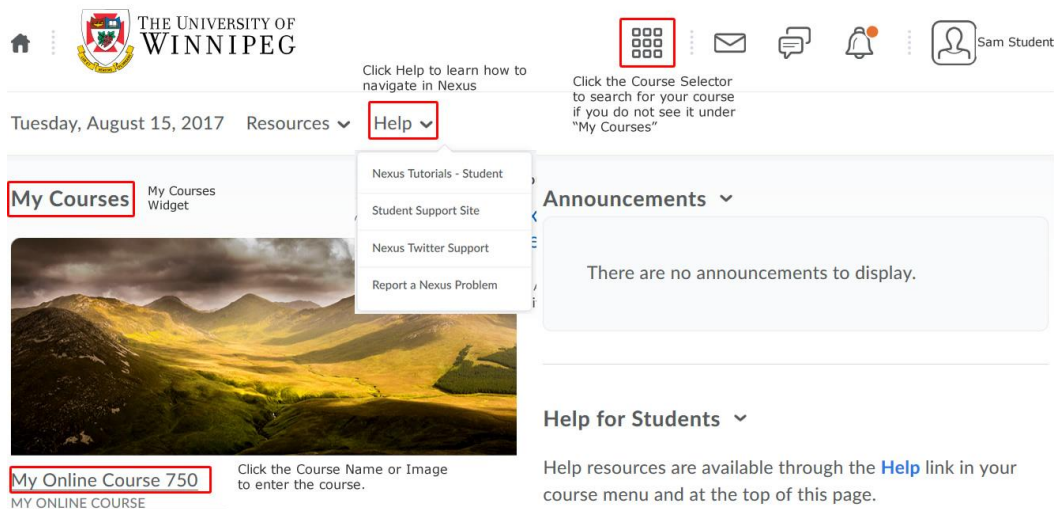 THE UNIVERSITY OF
WINNIPEG
Sam Student
Click Help to learn how to
navigate in Nexus
Click the Course Selector
to search for your course
if you do not see it under
“My Courses”
Tuesday, August 15, 2017 Resources Help
Nexus Tutorials - Student
Student Support Site
Nexus Twitter Support
Report a Nexus Problem
My Courses
My Courses
Widget
My Online Course 750
MY ONLINE COURSE
Click the Course Name or Image
to enter the course.
Announcements
There are no announcements to display.
Help for Students
Help resources are available through the Help link in your
course menu and at the top of this page.